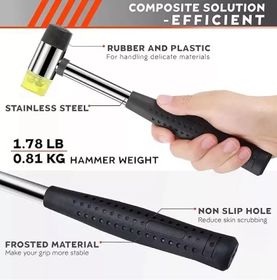 COMPOSITE SOLUTION
-EFFICIENT
RUBBER AND PLASTIC
For handling delicate materials
STAINLESS STEEL
1.78 LB
0.81 KG HAMMER WEIGHT
NON SLIP HOLE
Reduce skin scrubbing
FROSTED MATERIAL
Make your grip more stable